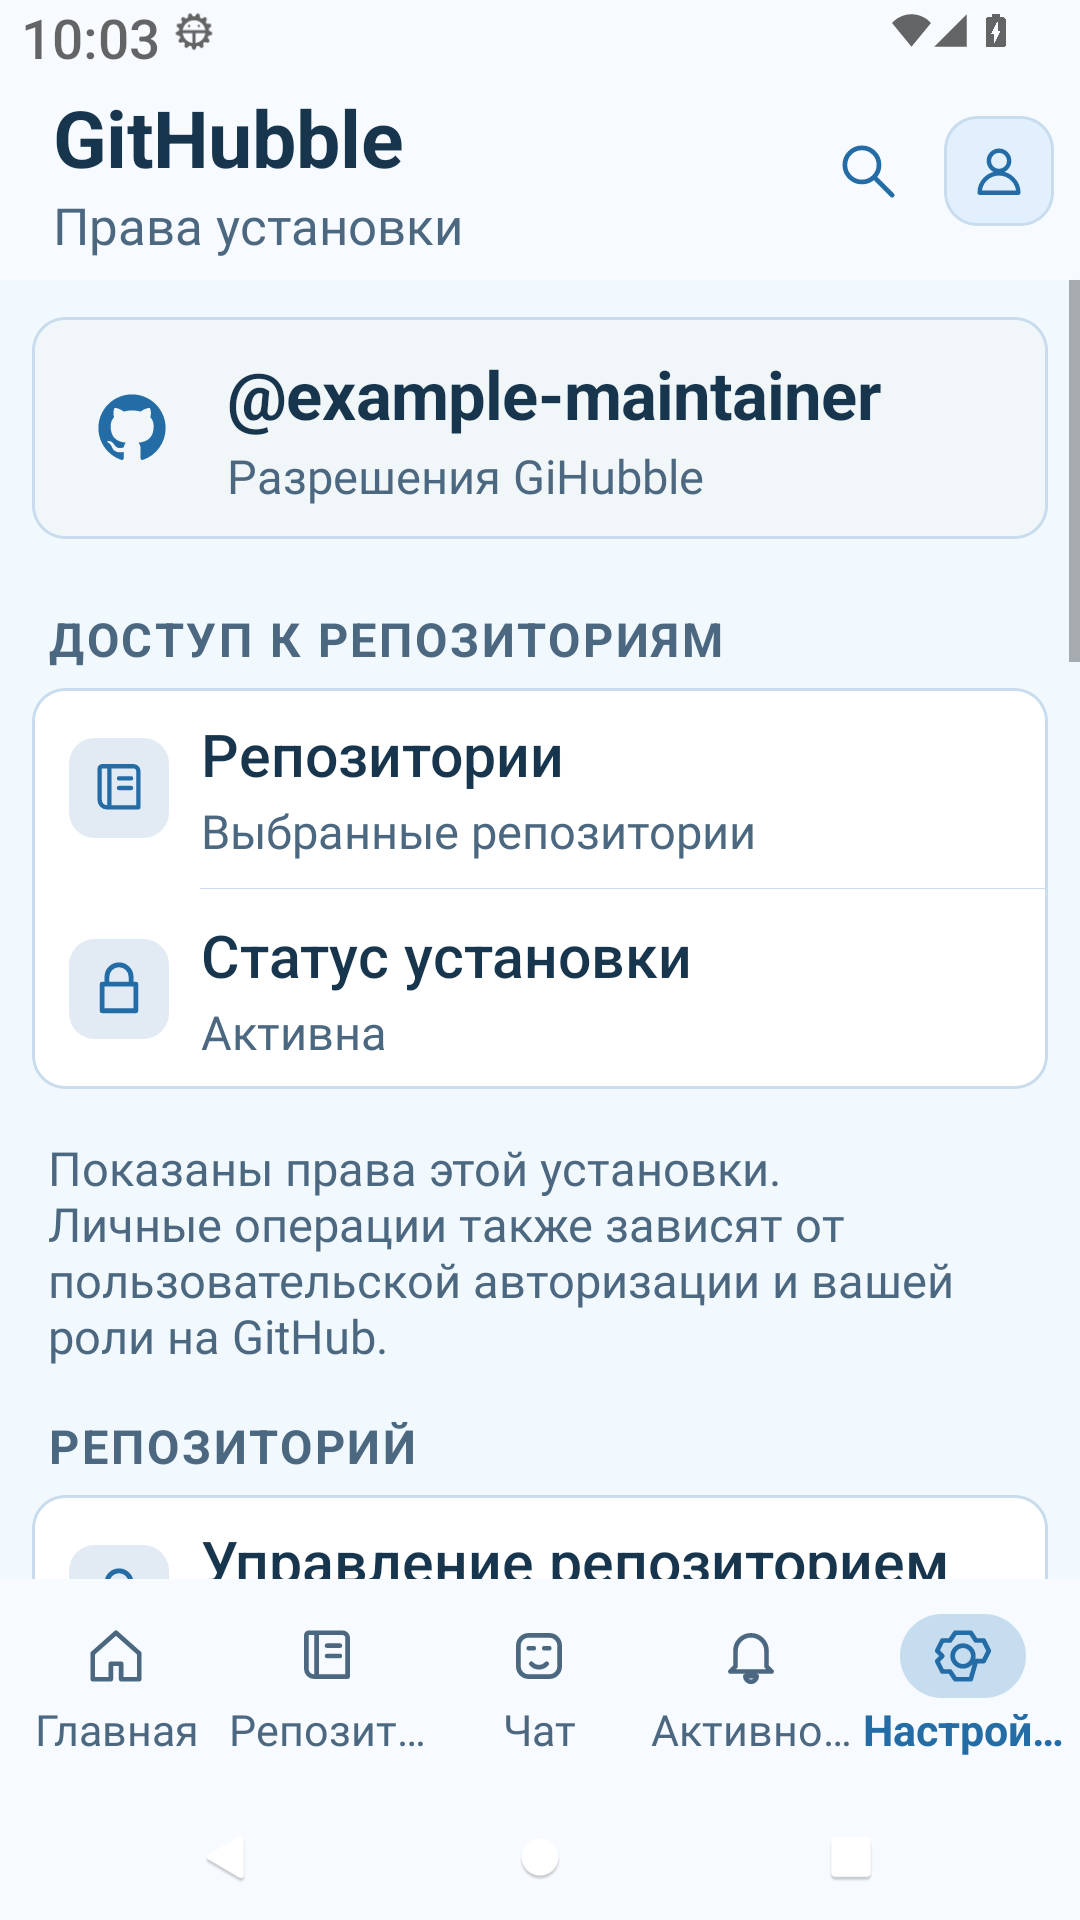 10:03
GitHubble
Права установки
@example-maintainer
Разрешения GiHubble
ДОСТУП К РЕПОЗИТОРИЯМ
Репозитории
Выбранные репозитории
Статус установки
Активна
Показаны права этой установки.
Личные операции также зависят от
пользовательской авторизации и вашей
роли на GitHub.
РЕПОЗИТОРИЙ
Управление репозиторием
Главная
Репозит...
Чат
Активно...
Настрой...